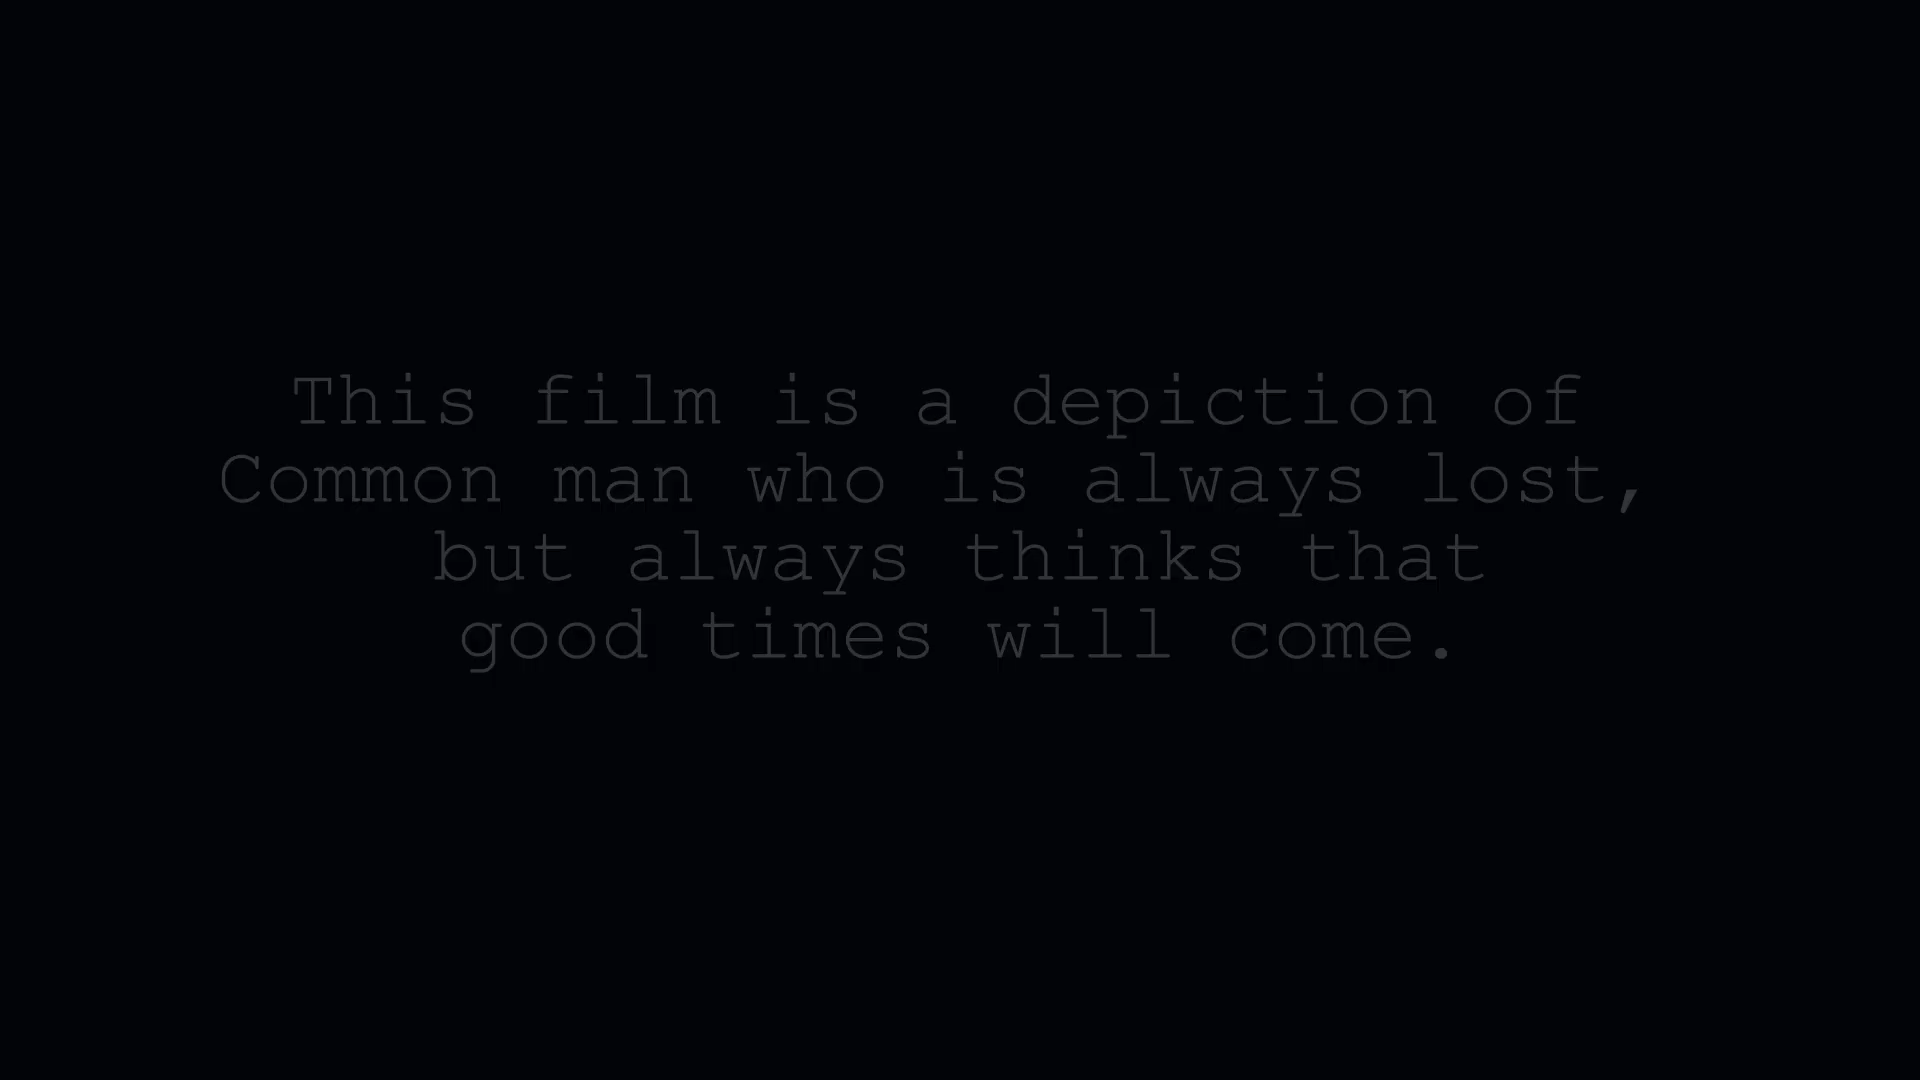 This film is a depiction of
Common man who is always lost,
but always thinks that
good times will come.